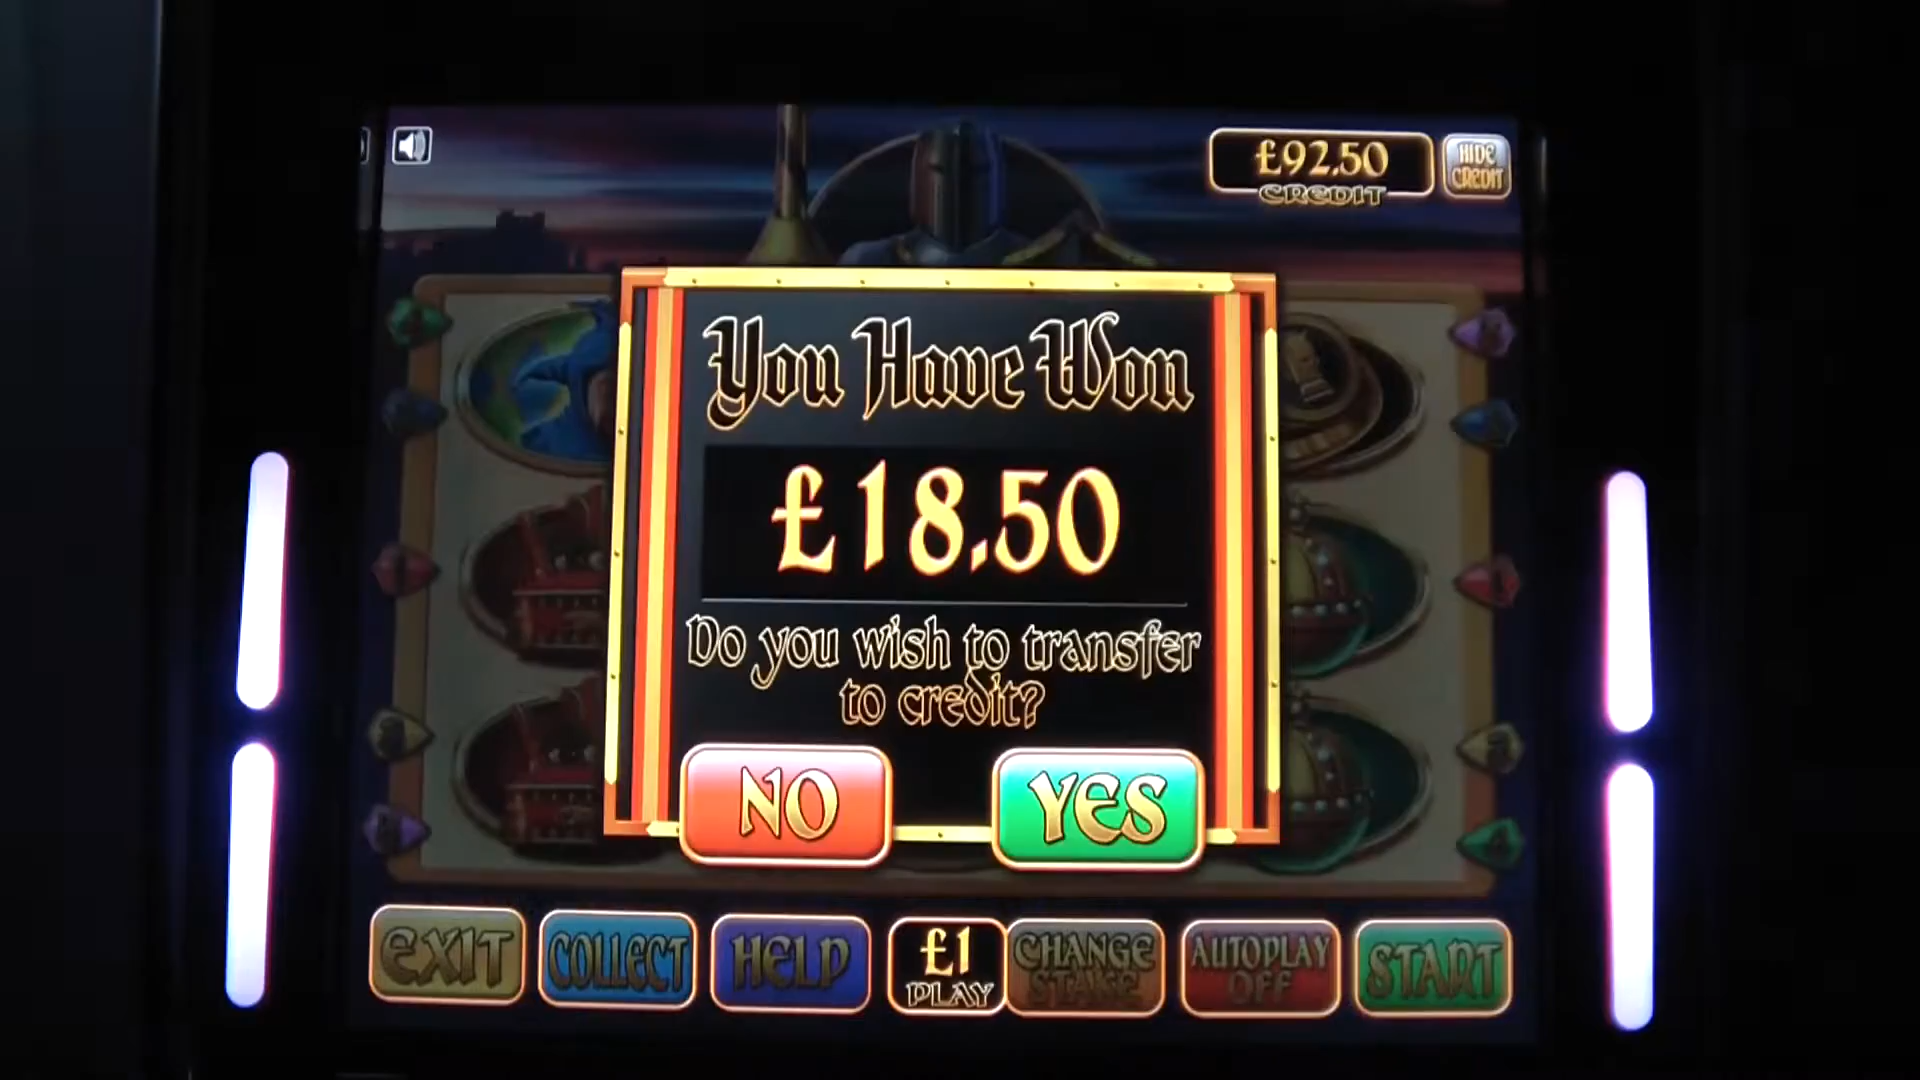 £92.50
CREDIT
HIDE
CREDIT
You Have Won
£18.50
Do you wish to transfer
to credit?
NO
YES
EXIT
COLLECT
HELP
£1
PLAY
CHANGE
STAKE
AUTOPLAY
OFF
START